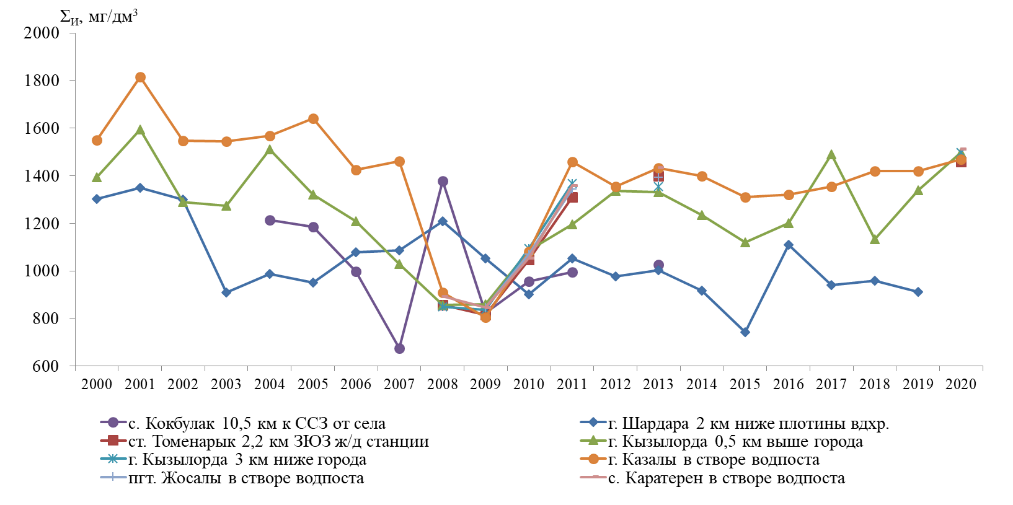 Σи, мг/дм³
2000
1800
1600
1400
1200
1000
800
600
2000 2001 2002 2003 2004 2005 2006 2007 2008 2009 2010 2011 2012 2013 2014 2015 2016 2017 2018 2019 2020
с. Кокбулак 10,5 км к ССЗ от села
г. Шардара 2 км ниже плотины вдхр.
ст. Томенарык 2,2 км ЗЮЗ ж/д станции
г. Кызылорда 0,5 км выше города
г. Кызылорда 3 км ниже города
г. Казалы в створе водпоста
пгт. Жосалы в створе водпоста
с. Каратерен в створе водпоста